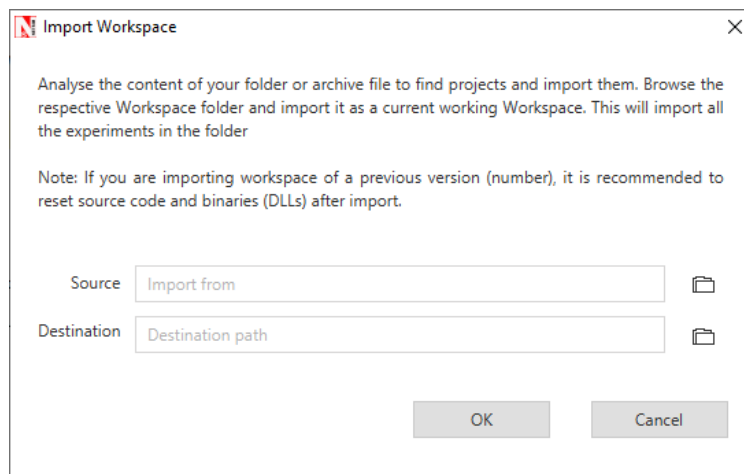 Import Workspace
Analyse the content of your folder or archive file to find projects and import them. Browse the
respective Workspace folder and import it as a current working Workspace. This will import all
the experiments in the folder
Note: If you are importing workspace of a previous version (number), it is recommended to
reset source code and binaries (DLLs) after import.
Source Import from
Destination Destination path
OK Cancel